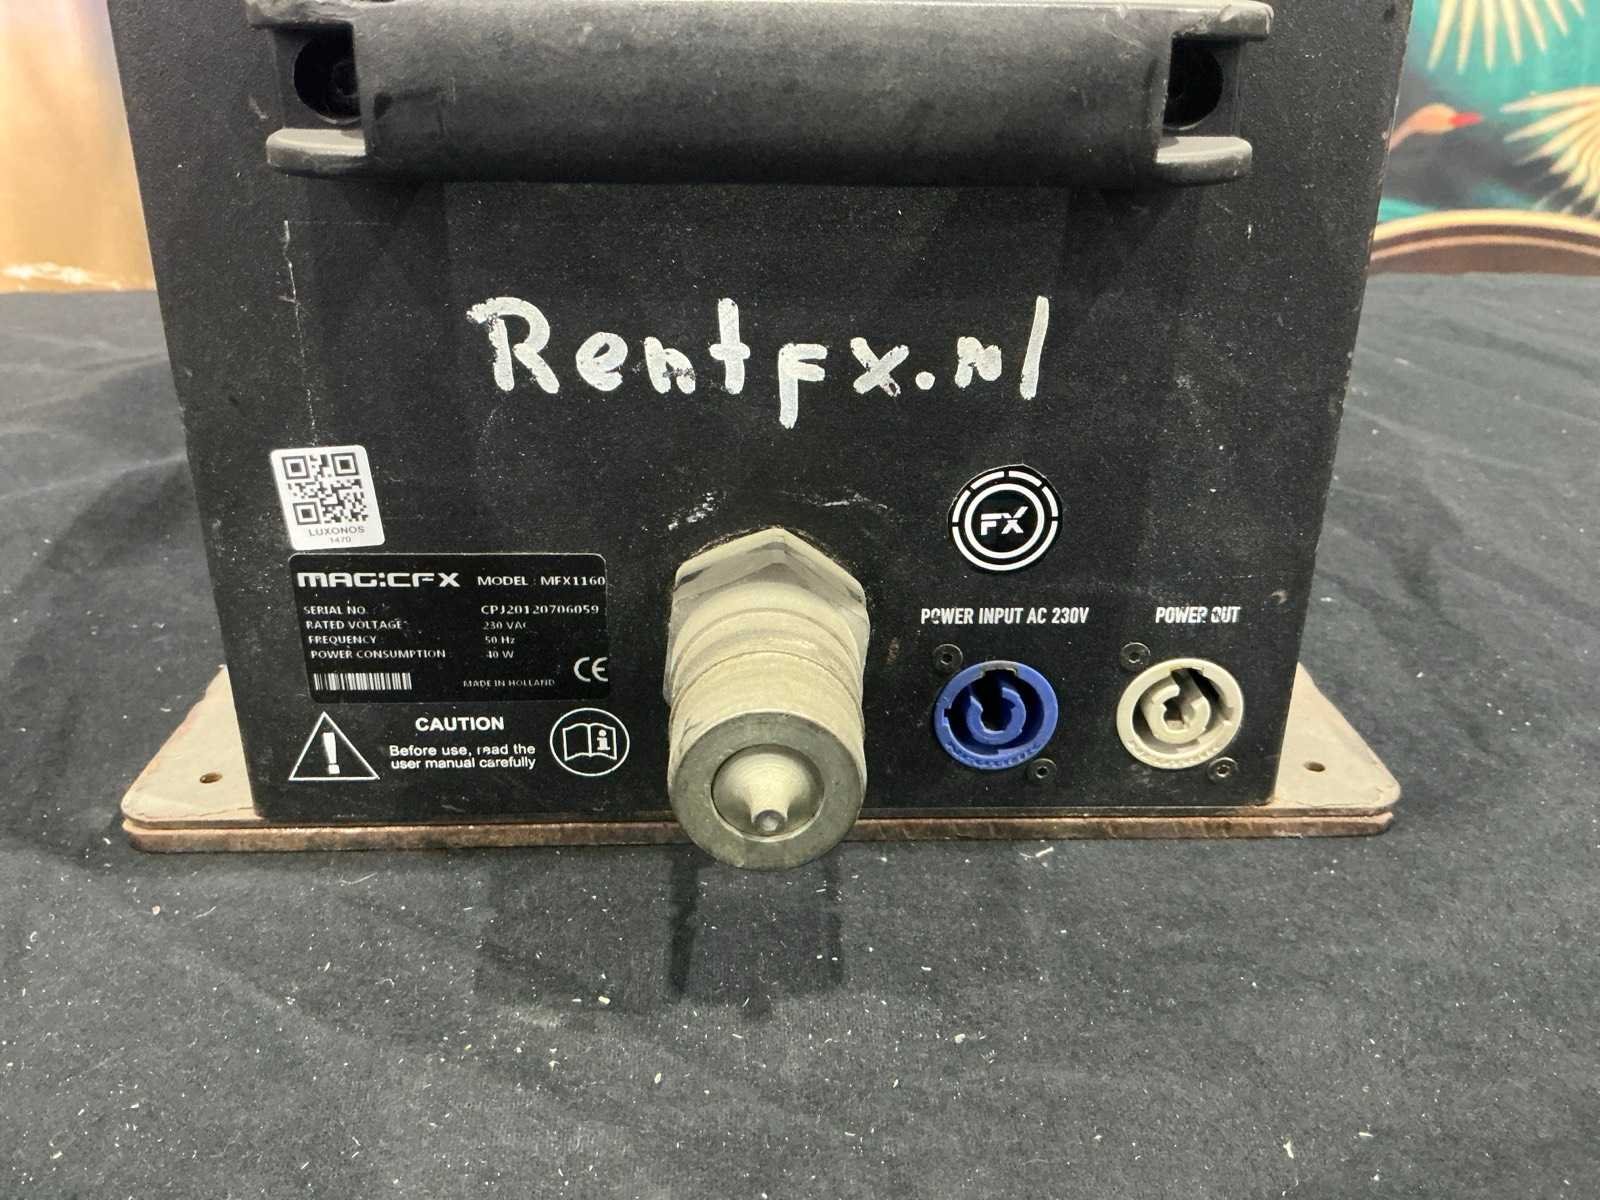 Rentfx.nl
LUXONOS
1470
FX
MAGICFX MODEL : MFX1160
SERIAL NO. CPJ20120706059
RATED VOLTAGE 230 VAC
FREQUENCY 50 Hz
POWER CONSUMPTION : 40 W
CE
MADE IN HOLLAND
CAUTION
Before use, read the
user manual carefully
POWER INPUT AC 230V
POWER OUT